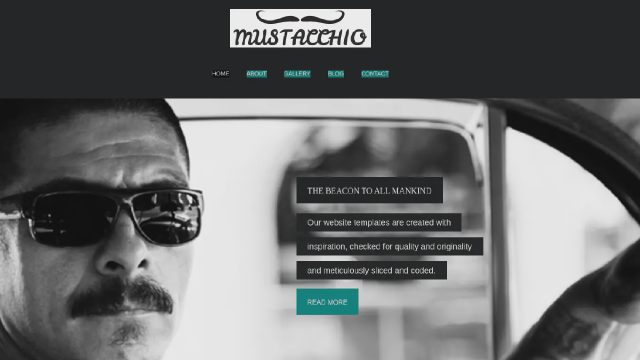 MUSTACCHIO
HOME ABOUT GALLERY BLOG CONTACT
THE BEACON TO ALL MANKIND
Our website templates are created with
inspiration, checked for quality and originality
and meticulously sliced and coded.
READ MORE